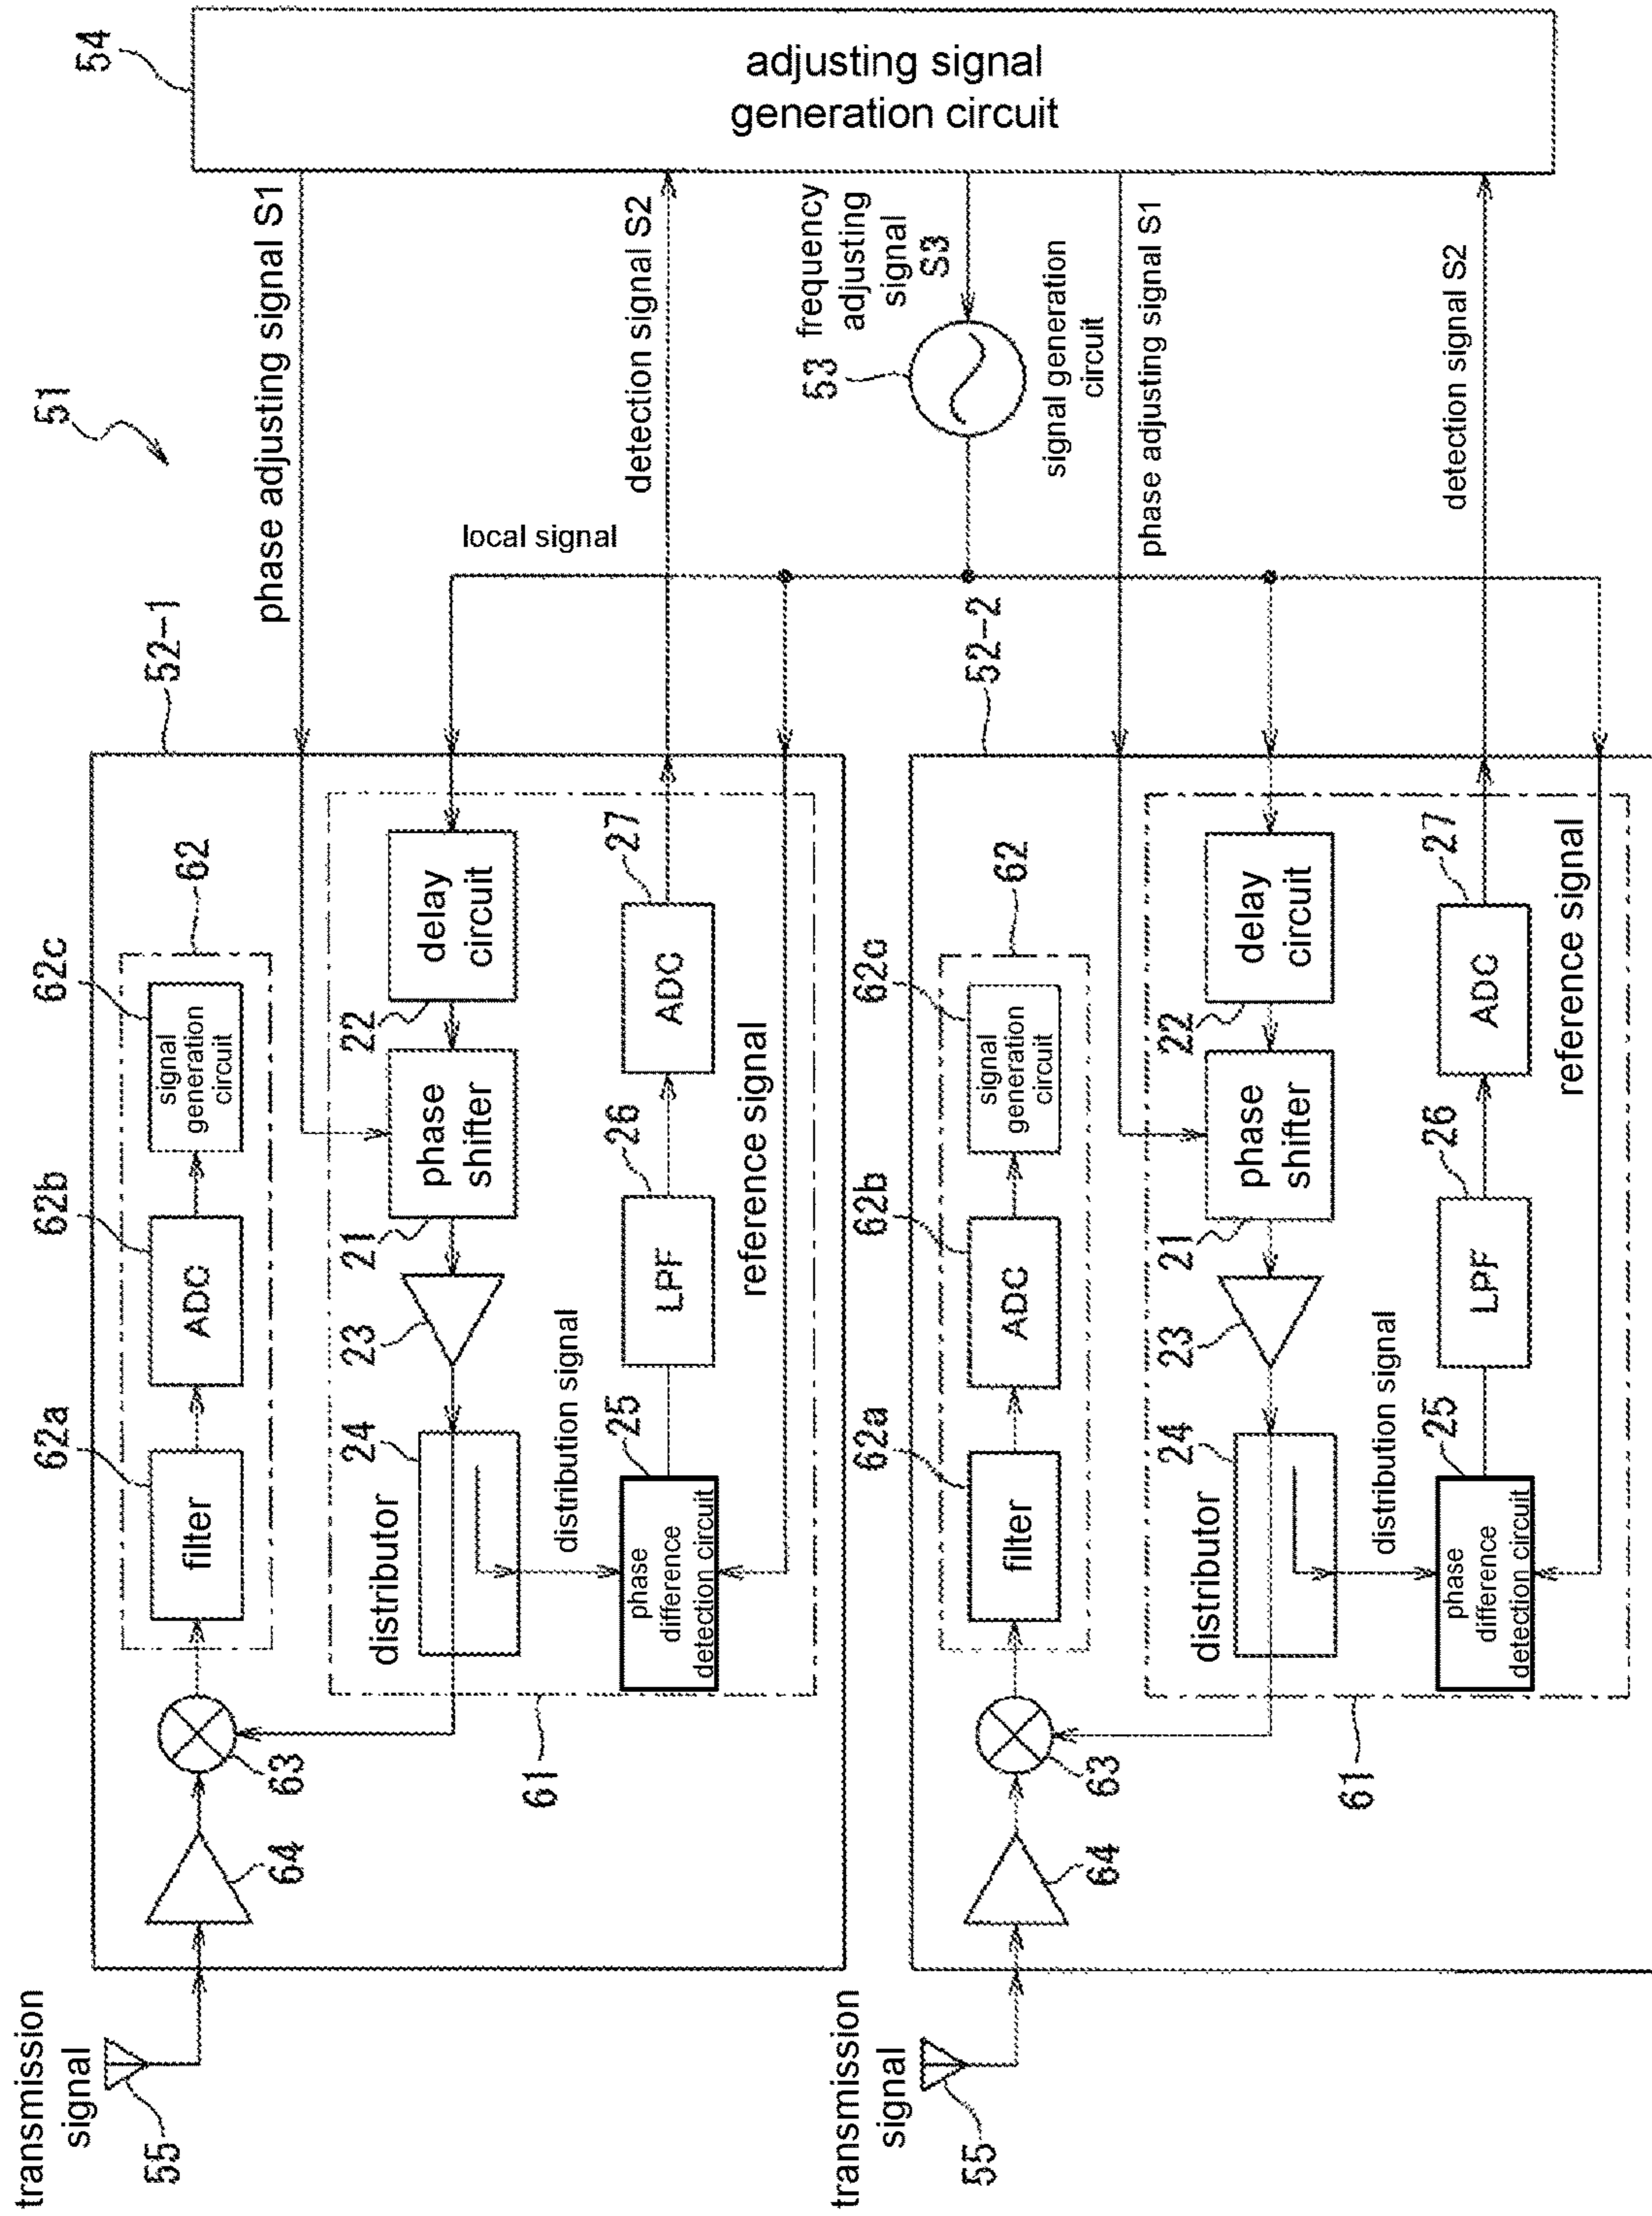 51
transmission
signal
55
64
63
62a
62b
62c
62
filter
ADC
signal
generation
circuit
52-1
phase adjusting signal S1
54
adjusting signal
generation circuit
distributor
24
23
21
22
phase
shifter
delay
circuit
local signal
distribution signal
25
26
27
phase
difference
detection circuit
LPF
ADC
detection signal S2
61
reference signal
53
frequency
adjusting
signal
S3
signal generation
circuit
transmission
signal
55
64
63
62a
62b
62c
62
filter
ADC
signal
generation
circuit
52-2
phase adjusting signal S1
distributor
24
23
21
22
phase
shifter
delay
circuit
distribution signal
25
26
27
phase
difference
detection circuit
LPF
ADC
detection signal S2
61
reference signal